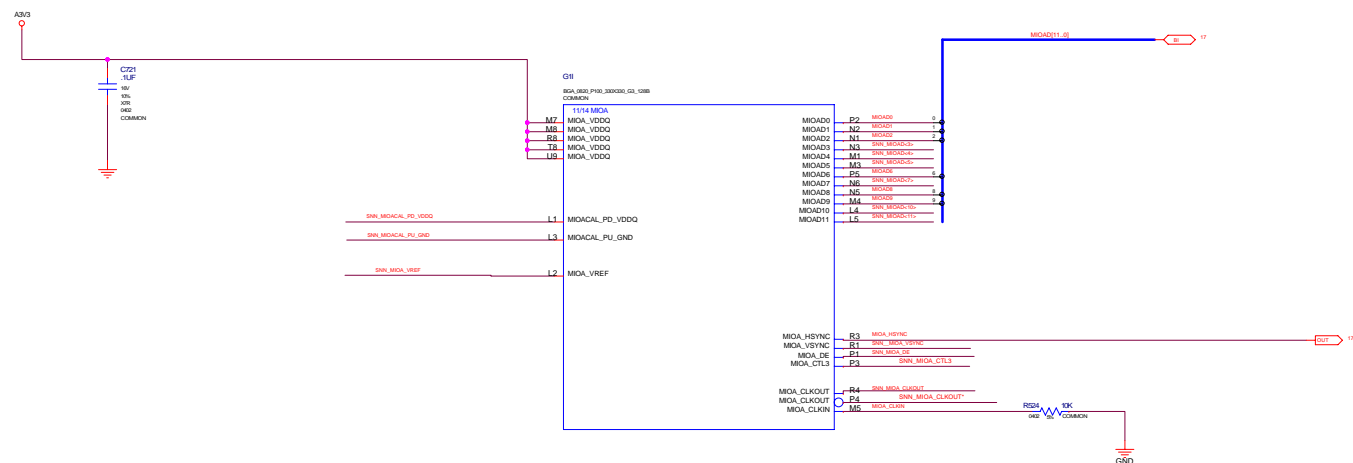 A3V3
C721
.1UF
16V
10%
X7R
0402
COMMON
G1I
BGA_0820_P100_330X330_G3_128B
COMMON
11/14 MIOA
M7 MIOA_VDDQ
M8 MIOA_VDDQ
R8 MIOA_VDDQ
T8 MIOA_VDDQ
U9 MIOA_VDDQ
SNN_MIOACAL_PD_VDDQ L1 MIOACAL_PD_VDDQ
SNN_MIOACAL_PU_GND L3 MIOACAL_PU_GND
SNN_MIOA_VREF L2 MIOA_VREF
MIOAD[11..0] BI 17
MIOAD0 P2 MIOAD0 0
MIOAD1 N2 MIOAD1 1
MIOAD2 N1 MIOAD2 2
MIOAD3 N3 SNN_MIOAD<3>
MIOAD4 M1 SNN_MIOAD<4>
MIOAD5 M3 SNN_MIOAD<5>
MIOAD6 P5 MIOAD6 6
MIOAD7 N6 SNN_MIOAD<7>
MIOAD8 N5 MIOAD8 8
MIOAD9 M4 MIOAD9 9
MIOAD10 L4 SNN_MIOAD<10>
MIOAD11 L5 SNN_MIOAD<11>
MIOA_HSYNC R3 MIOA_HSYNC OUT 17
MIOA_VSYNC R1 SNN_MIOA_VSYNC
MIOA_DE P1 SNN_MIOA_DE
MIOA_CTL3 P3 SNN_MIOA_CTL3
MIOA_CLKOUT R4 SNN_MIOA_CLKOUT
MIOA_CLKOUT P4 SNN_MIOA_CLKOUT*
MIOA_CLKIN M5 MIOA_CLKIN
R524 10K
0402 5% COMMON
GND